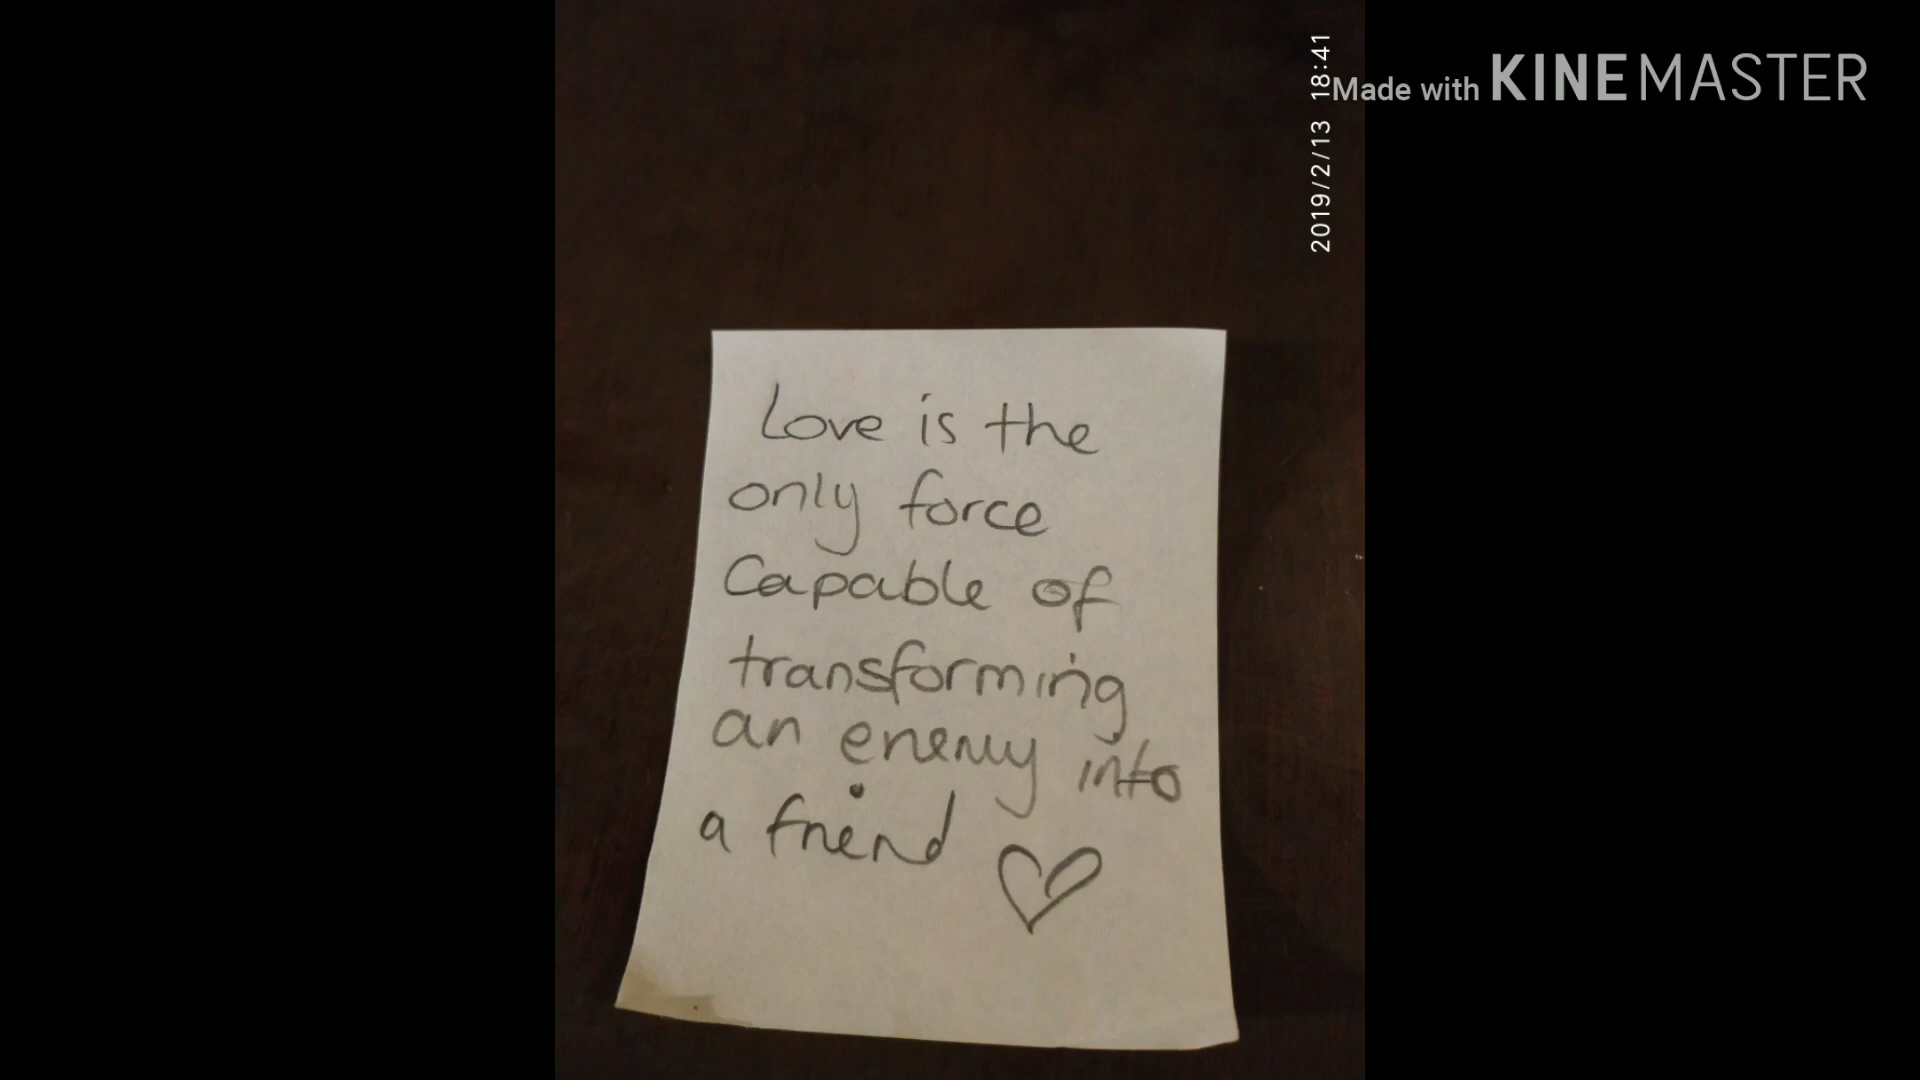 Love is the
only force
Capable of
transforming
an enemy into
a friend
2019/2/13 18:41
Made with KINEMASTER